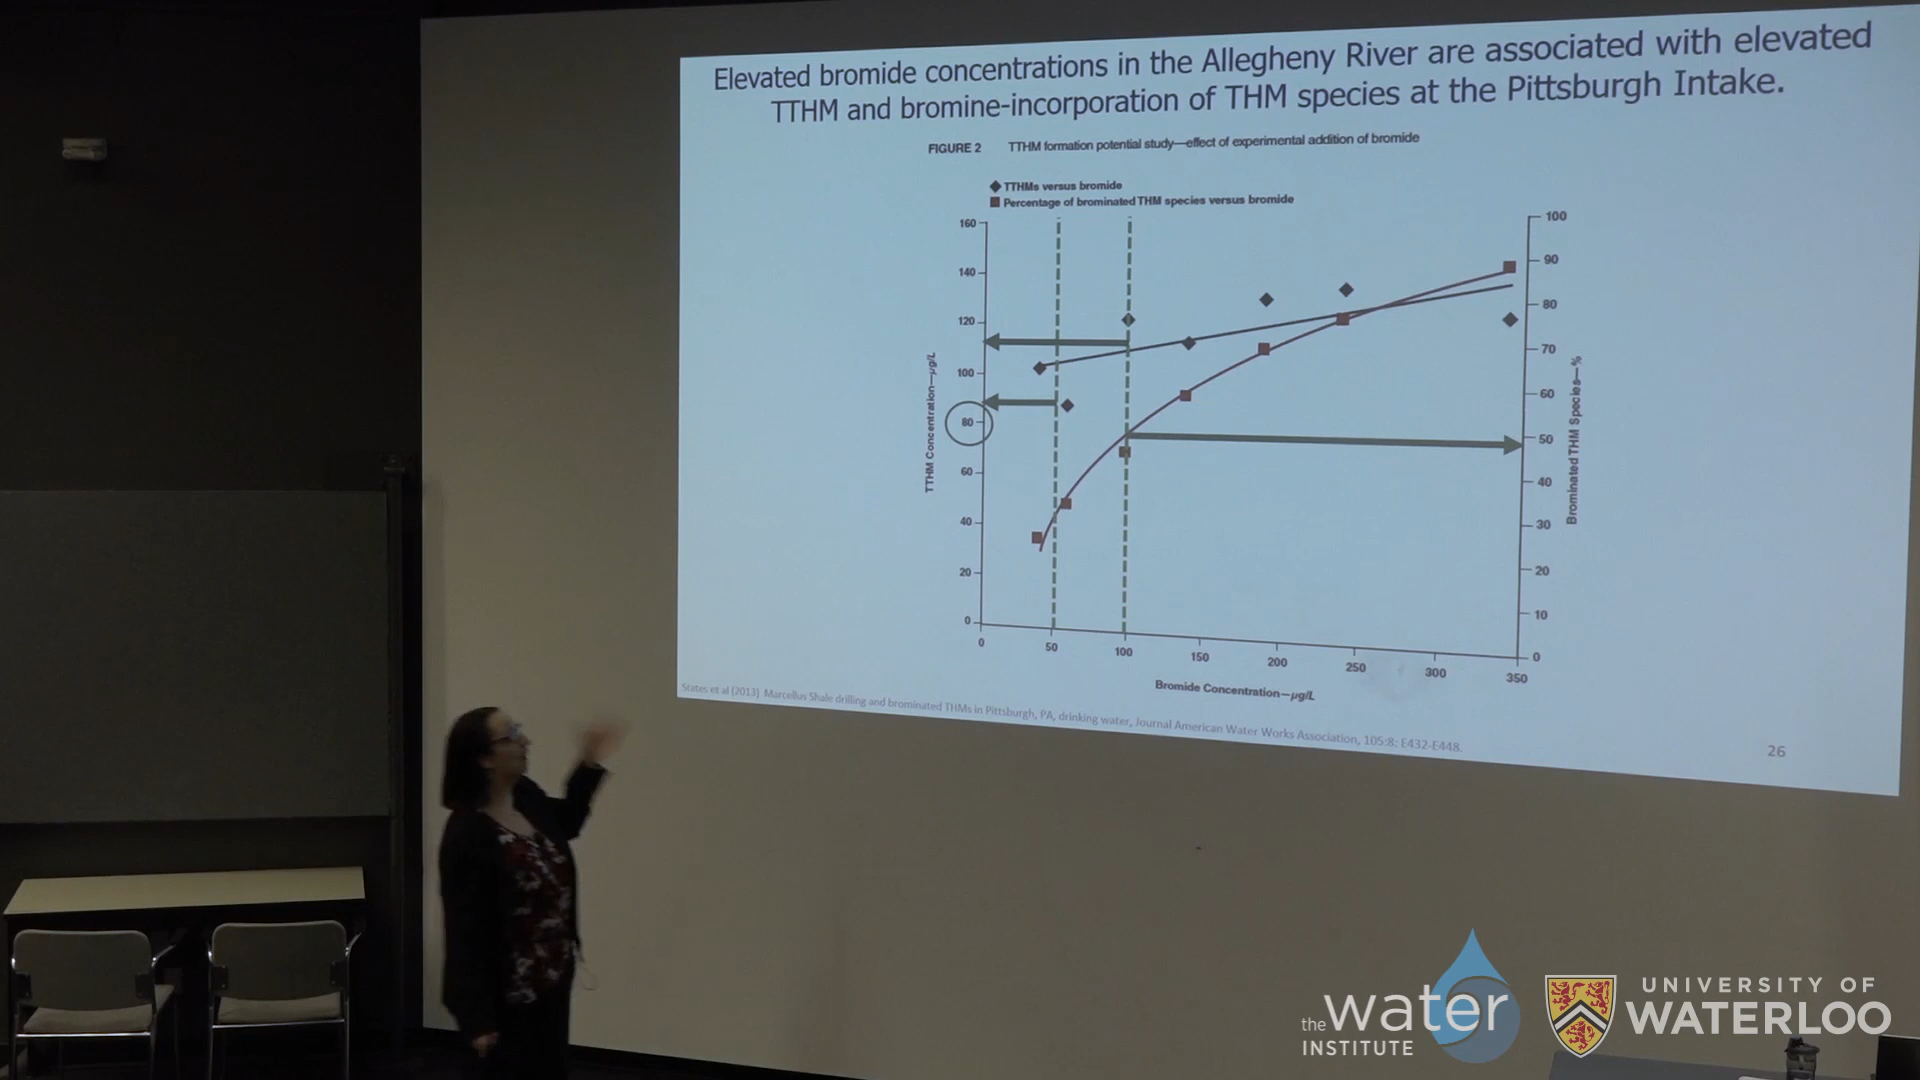 Elevated bromide concentrations in the Allegheny River are associated with elevated
TTHM and bromine-incorporation of THM species at the Pittsburgh Intake.
FIGURE 2 TTHM formation potential study—effect of experimental addition of bromide
TTHMs versus bromide
Percentage of brominated THM species versus bromide
160
140
120
100
80
60
40
20
0
TTHM Concentration—µg/L
100
90
80
70
60
50
40
30
20
10
0
Brominated THM Species—%
0 50 100 150 200 250 300 350
Bromide Concentration—µg/L
States et al (2013) Marcellus Shale drilling and brominated THMs in Pittsburgh, PA, drinking water, Journal American Water Works Association, 105:8: E432-E448.
26
the water
INSTITUTE
UNIVERSITY OF
WATERLOO